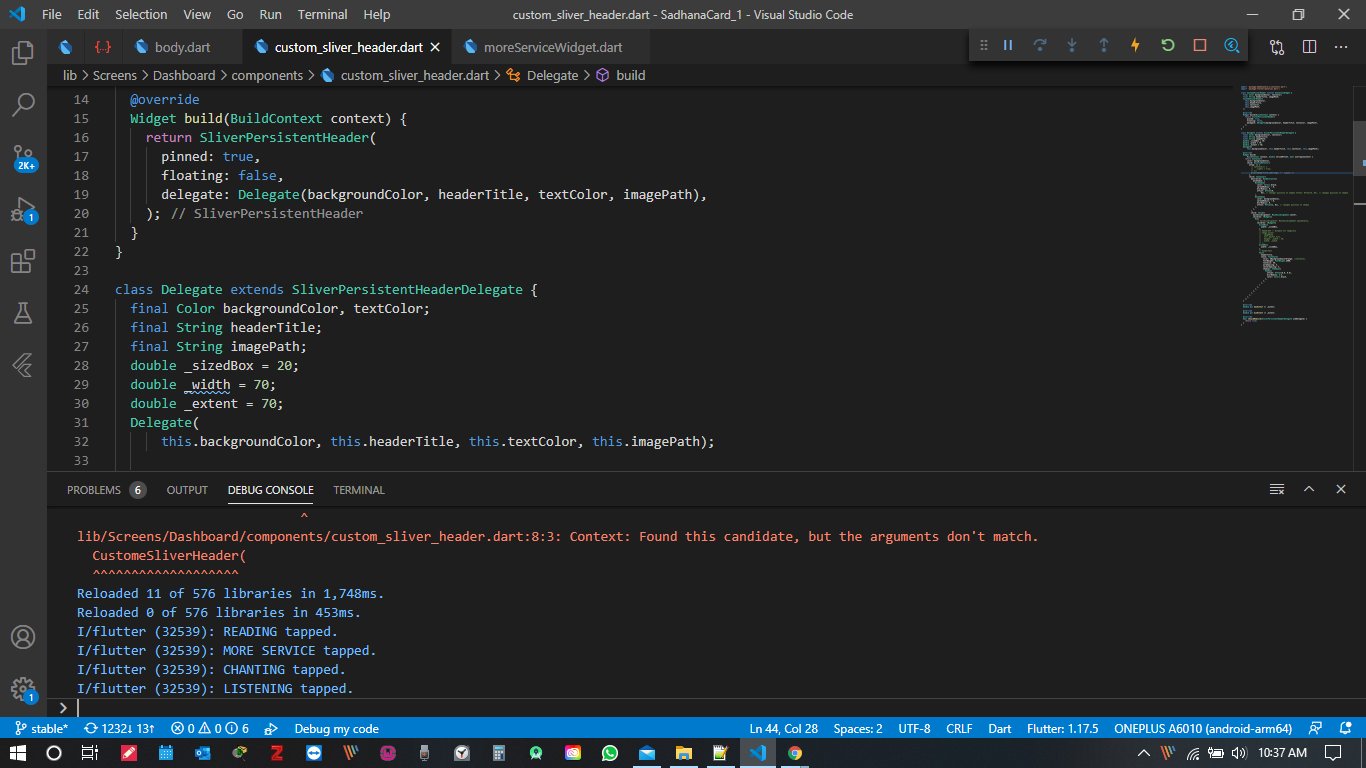 File Edit Selection View Go Run Terminal Help custom_sliver_header.dart - SadhanaCard_1 - Visual Studio Code
body.dart custom_sliver_header.dart moreServiceWidget.dart
lib > Screens > Dashboard > components > custom_sliver_header.dart > Delegate > build
14 @override
15 Widget build(BuildContext context) {
16 return SliverPersistentHeader(
17 pinned: true,
18 floating: false,
19 delegate: Delegate(backgroundColor, headerTitle, textColor, imagePath),
20 ); // SliverPersistentHeader
21 }
22 }
23
24 class Delegate extends SliverPersistentHeaderDelegate {
25 final Color backgroundColor, textColor;
26 final String headerTitle;
27 final String imagePath;
28 double _sizedBox = 20;
29 double _width = 70;
30 double _extent = 70;
31 Delegate(
32 this.backgroundColor, this.headerTitle, this.textColor, this.imagePath);
33
2K+
1
PROBLEMS 6 OUTPUT DEBUG CONSOLE TERMINAL
^
lib/Screens/Dashboard/components/custom_sliver_header.dart:8:3: Context: Found this candidate, but the arguments don't match.
CustomeSliverHeader(
^^^^^^^^^^^^^^^^^^^
Reloaded 11 of 576 libraries in 1,748ms.
Reloaded 0 of 576 libraries in 453ms.
I/flutter (32539): READING tapped.
I/flutter (32539): MORE SERVICE tapped.
I/flutter (32539): CHANTING tapped.
I/flutter (32539): LISTENING tapped.
1
>
stable* 1232↓ 13↑ 0 0 6 Debug my code Ln 44, Col 28 Spaces: 2 UTF-8 CRLF Dart Flutter: 1.17.5 ONEPLUS A6010 (android-arm64)
10:37 AM